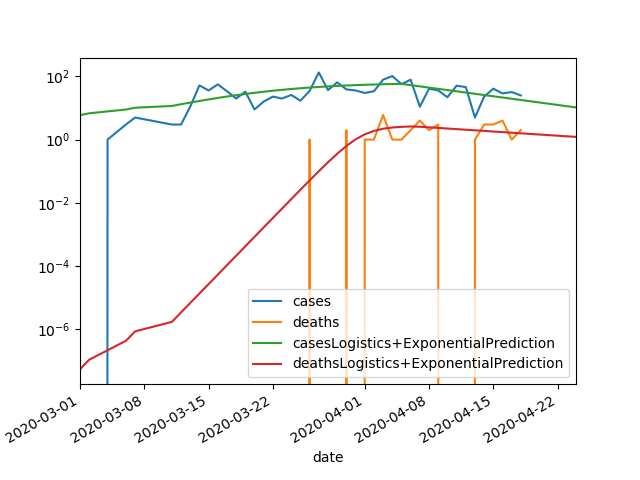 10²
10⁰
10⁻²
10⁻⁴
10⁻⁶
cases
deaths
casesLogistics+ExponentialPrediction
deathsLogistics+ExponentialPrediction
2020-03-01
2020-03-08
2020-03-15
2020-03-22
2020-04-01
2020-04-08
2020-04-15
2020-04-22
date